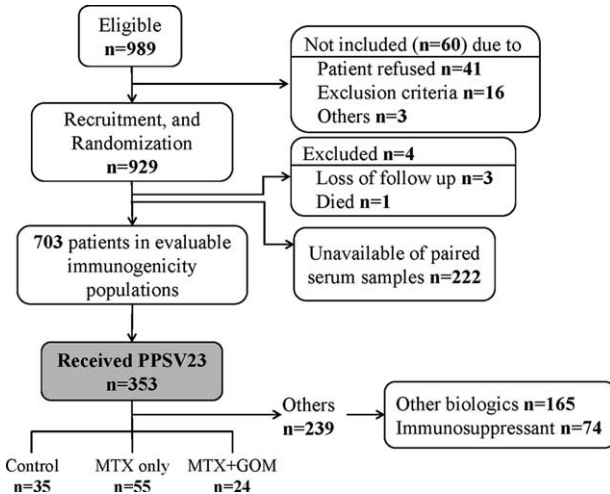 Eligible
n=989
Not included (n=60) due to
Patient refused n=41
Exclusion criteria n=16
Others n=3
Recruitment, and
Randomization
n=929
Excluded n=4
Loss of follow up n=3
Died n=1
703 patients in evaluable
immunogenicity
populations
Unavailable of paired
serum samples n=222
Received PPSV23
n=353
Others
n=239
Other biologics n=165
Immunosuppressant n=74
Control
n=35
MTX only
n=55
MTX+GOM
n=24